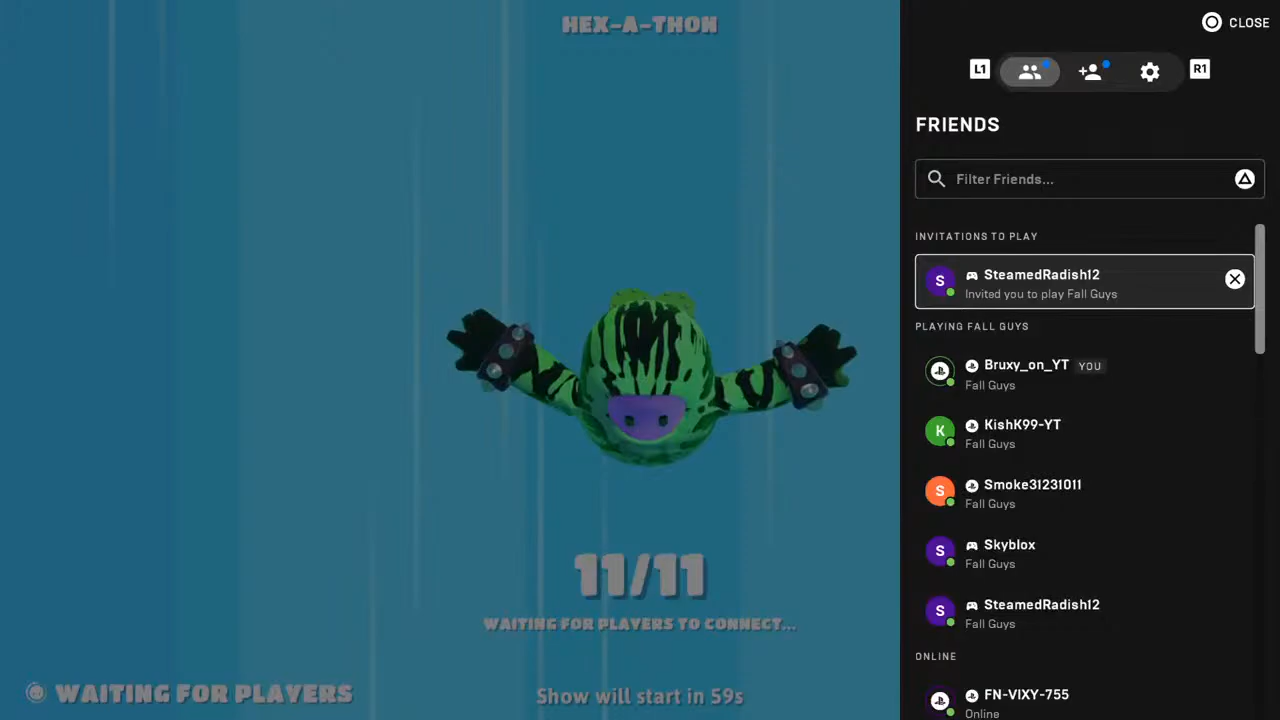 HEX-A-THON
CLOSE
L1
R1
FRIENDS
Filter Friends...
INVITATIONS TO PLAY
S
SteamedRadish12
Invited you to play Fall Guys
PLAYING FALL GUYS
Bruxy_on_YT YOU
Fall Guys
K
KishK99-YT
Fall Guys
S
Smoke31231011
Fall Guys
S
Skyblox
Fall Guys
S
SteamedRadish12
Fall Guys
ONLINE
FN-VIXY-755
Online
11/11
WAITING FOR PLAYERS TO CONNECT...
WAITING FOR PLAYERS
Show will start in 59s